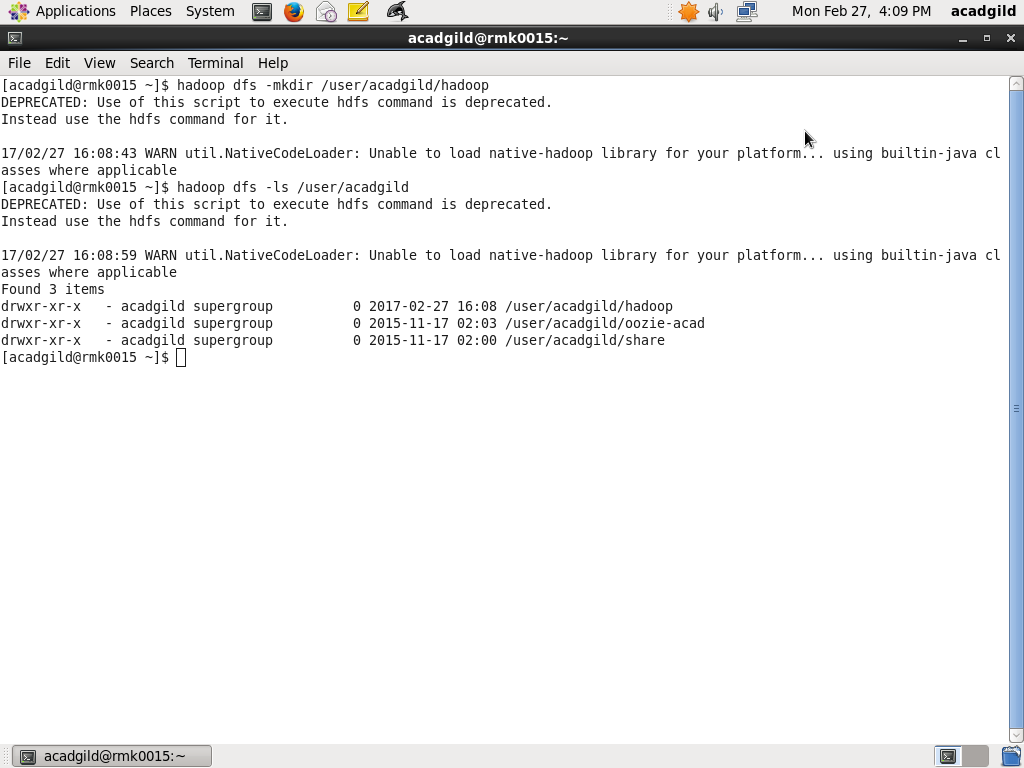 Applications Places System Mon Feb 27, 4:09 PM acadgild
acadgild@rmk0015:~
File Edit View Search Terminal Help
[acadgild@rmk0015 ~]$ hadoop dfs -mkdir /user/acadgild/hadoop
DEPRECATED: Use of this script to execute hdfs command is deprecated.
Instead use the hdfs command for it.
17/02/27 16:08:43 WARN util.NativeCodeLoader: Unable to load native-hadoop library for your platform... using builtin-java cl
asses where applicable
[acadgild@rmk0015 ~]$ hadoop dfs -ls /user/acadgild
DEPRECATED: Use of this script to execute hdfs command is deprecated.
Instead use the hdfs command for it.
17/02/27 16:08:59 WARN util.NativeCodeLoader: Unable to load native-hadoop library for your platform... using builtin-java cl
asses where applicable
Found 3 items
drwxr-xr-x   - acadgild supergroup          0 2017-02-27 16:08 /user/acadgild/hadoop
drwxr-xr-x   - acadgild supergroup          0 2015-11-17 02:03 /user/acadgild/oozie-acad
drwxr-xr-x   - acadgild supergroup          0 2015-11-17 02:00 /user/acadgild/share
[acadgild@rmk0015 ~]$
acadgild@rmk0015:~